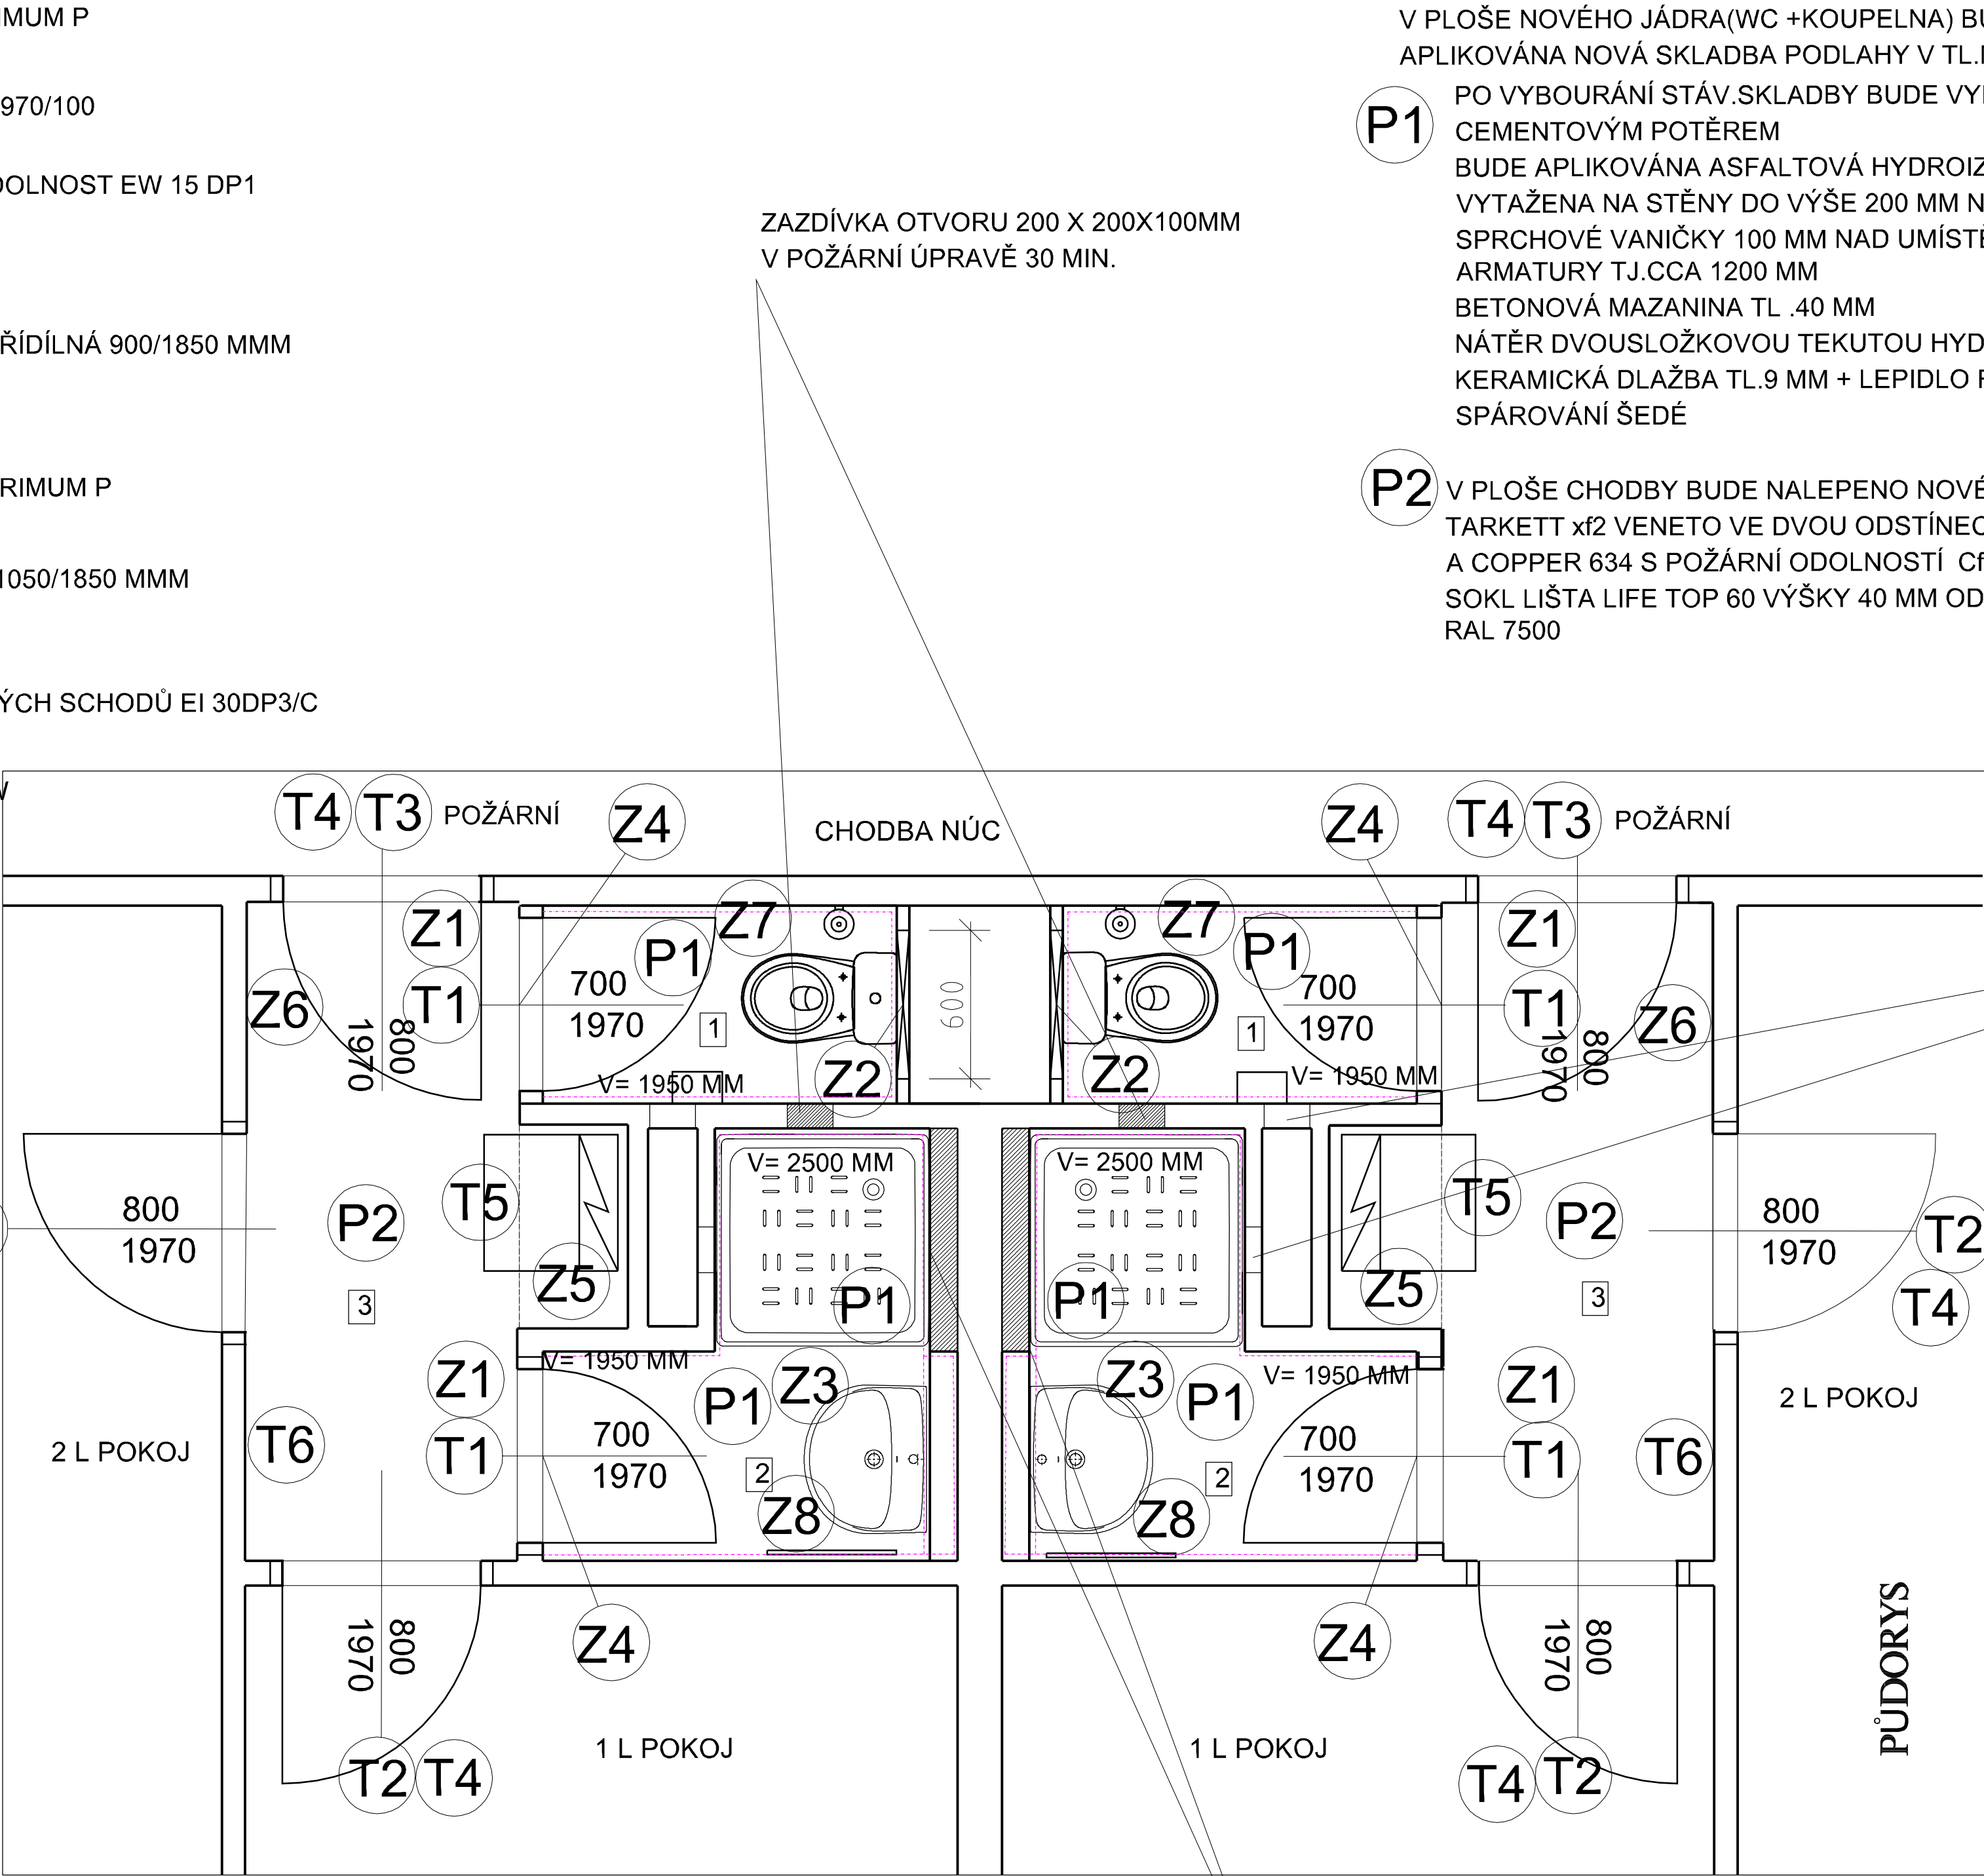 IMUM P
970/100
DOLNOST EW 15 DP1
ŘÍDÍLNÁ 900/1850 MMM
RIMUM P
1050/1850 MMM
ÝCH SCHODŮ EI 30DP3/C
ZAZDÍVKA OTVORU 200 X 200X100MM
V POŽÁRNÍ ÚPRAVĚ 30 MIN.
V PLOŠE NOVÉHO JÁDRA(WC +KOUPELNA) BU
APLIKOVÁNA NOVÁ SKLADBA PODLAHY V TL.
P1
PO VYBOURÁNÍ STÁV.SKLADBY BUDE VY
CEMENTOVÝM POTĚREM
BUDE APLIKOVÁNA ASFALTOVÁ HYDROIZ
VYTAŽENA NA STĚNY DO VÝŠE 200 MM N
SPRCHOVÉ VANIČKY 100 MM NAD UMÍSTĚ
ARMATURY TJ.CCA 1200 MM
BETONOVÁ MAZANINA TL .40 MM
NÁTĚR DVOUSLOŽKOVOU TEKUTOU HYD
KERAMICKÁ DLAŽBA TL.9 MM + LEPIDLO
SPÁROVÁNÍ ŠEDÉ
P2
V PLOŠE CHODBY BUDE NALEPENO NOVÉ
TARKETT xf2 VENETO VE DVOU ODSTÍNEC
A COPPER 634 S POŽÁRNÍ ODOLNOSTÍ Cf
SOKL LIŠTA LIFE TOP 60 VÝŠKY 40 MM OD
RAL 7500
T4 T3 POŽÁRNÍ Z4 CHODBA NÚC Z4 T4 T3 POŽÁRNÍ
Z1 P1 Z7 Z7 P1 Z1
Z6 T1 700 600 700 T1 Z6
1970 1970
800 800
1970 1970
1 1
V= 1950 MM Z2 Z2 V= 1950 MM
V= 2500 MM V= 2500 MM
800 P2 T5 T5 P2 800 T2
1970 1970
3 Z5 P1 P1 Z5 3 T4
V= 1950 MM V= 1950 MM
Z1 P1 Z3 Z3 P1 Z1
2 L POKOJ 2 L POKOJ
T6 T1 700 700 T1 T6
1970 1970
2 2
Z8 Z8
Z4 Z4
800 800
1970 1970
1 L POKOJ 1 L POKOJ
T2 T4 T4 T2
PŮDORYS